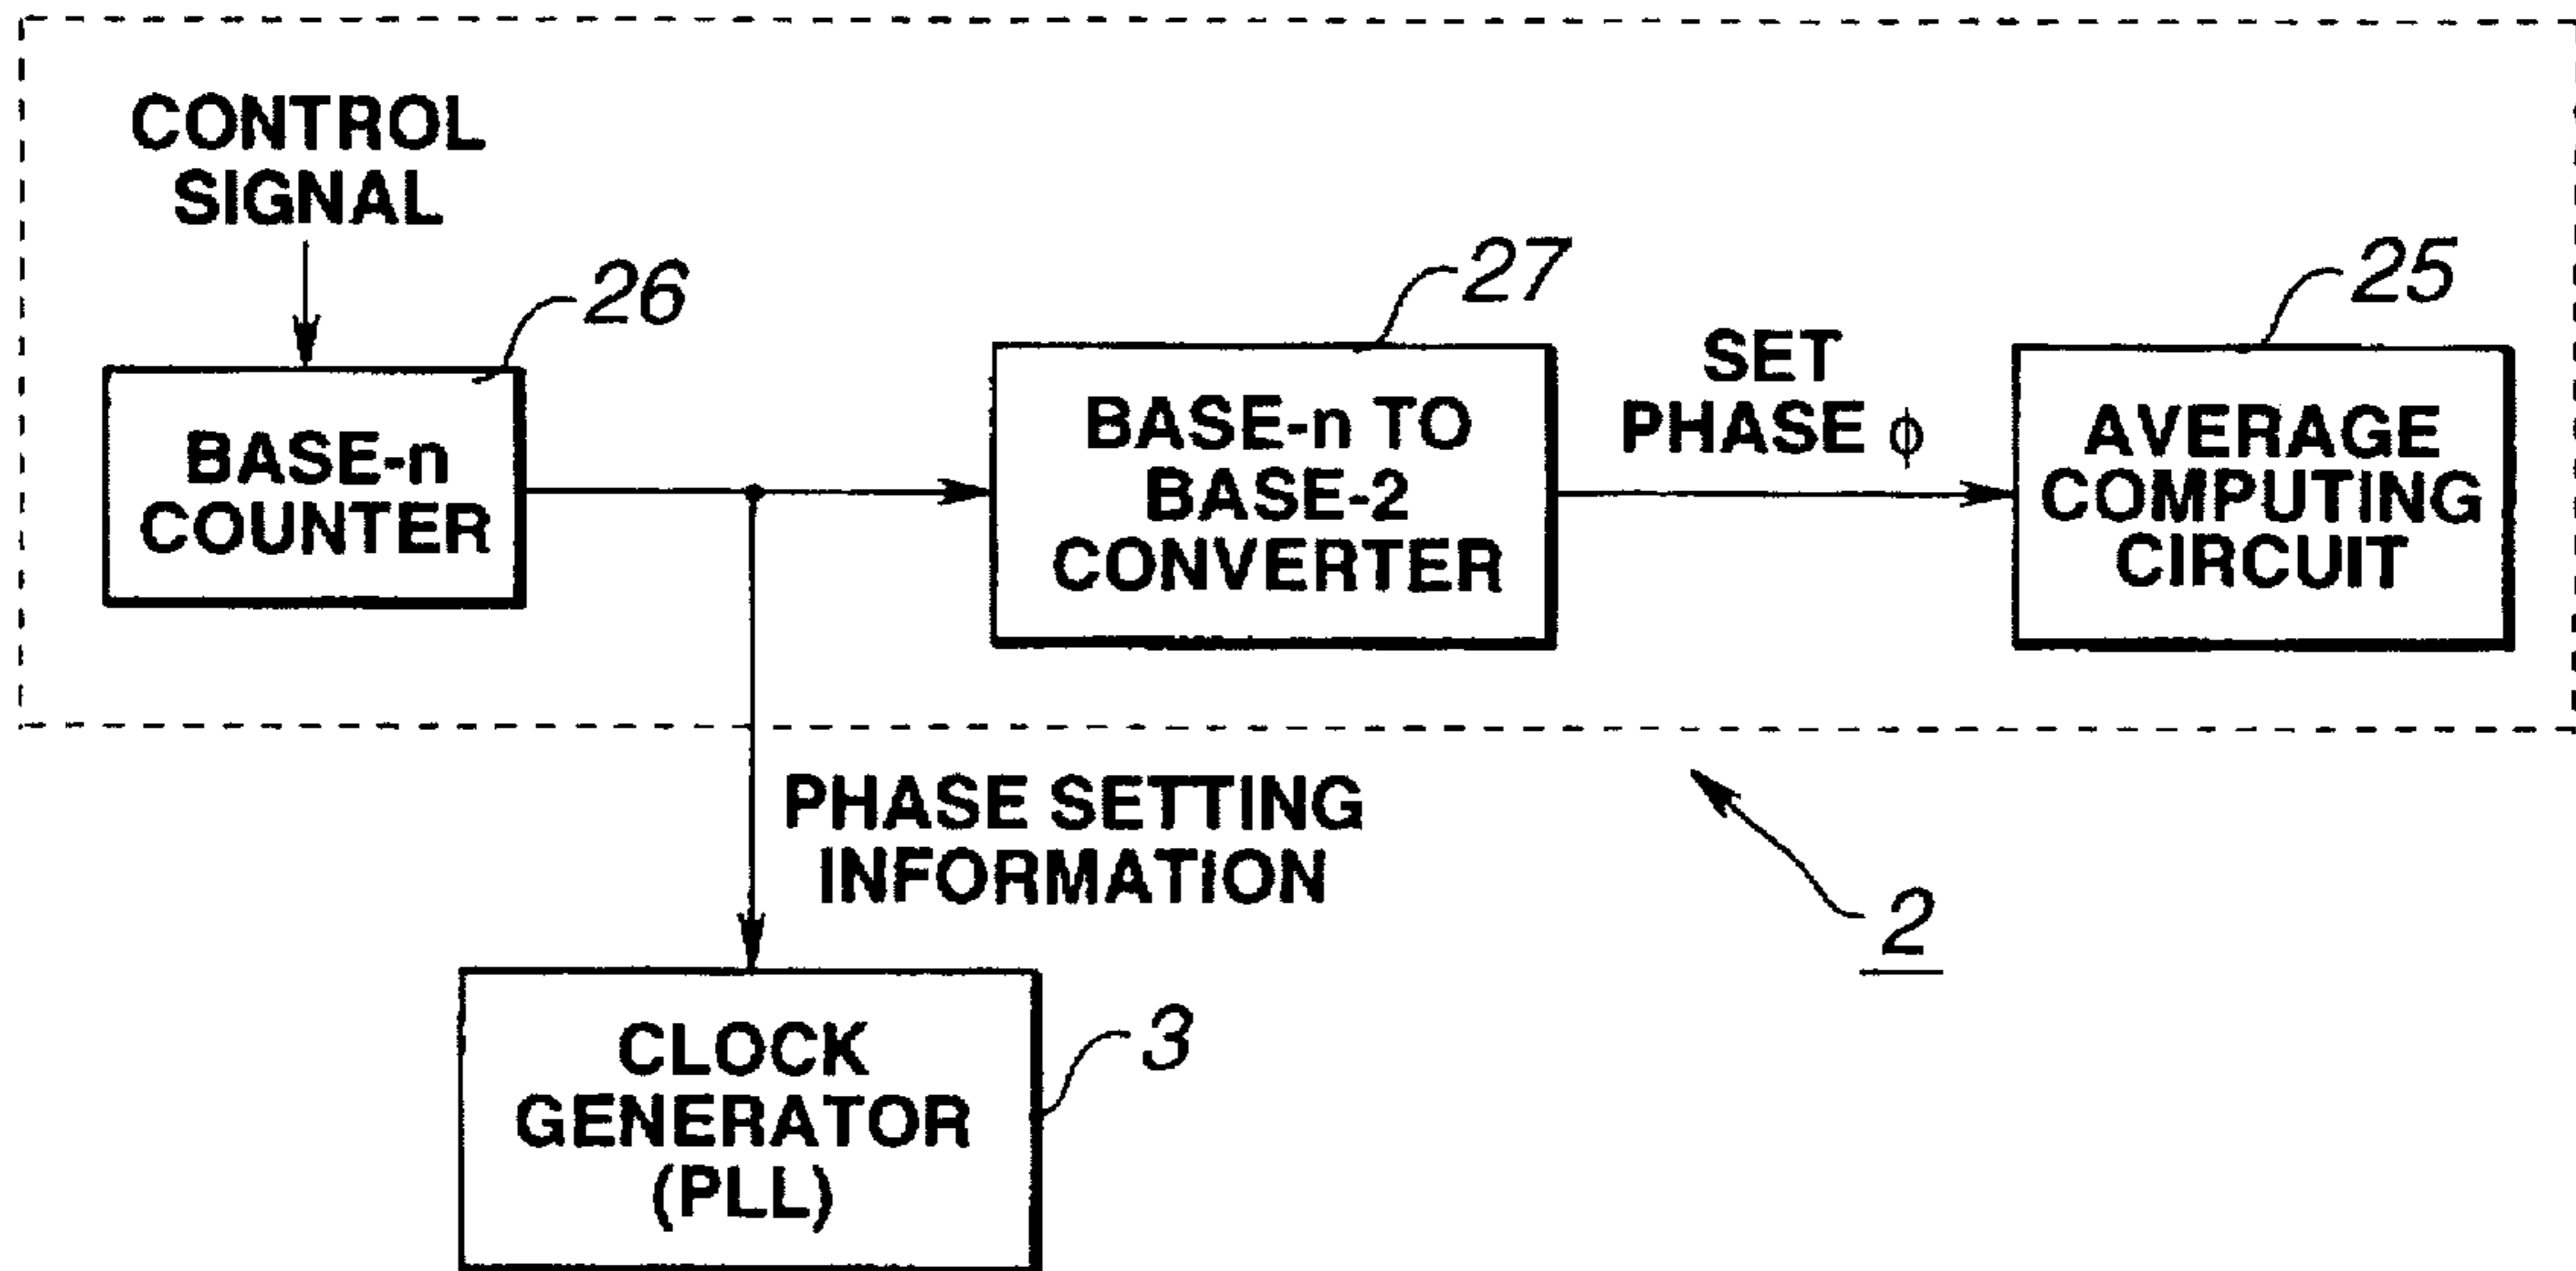 CONTROL
SIGNAL
26
BASE-n
COUNTER
27
BASE-n TO
BASE-2
CONVERTER
SET
PHASE ϕ
25
AVERAGE
COMPUTING
CIRCUIT
PHASE SETTING
INFORMATION
2
CLOCK
GENERATOR
(PLL)
3